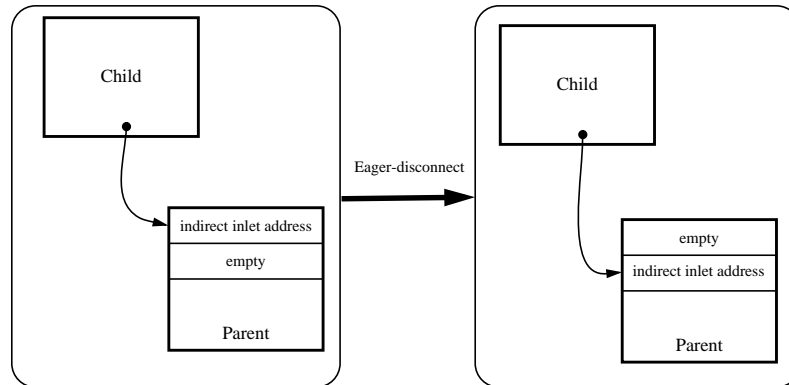 Child
indirect inlet address
empty
Parent
Eager-disconnect
Child
empty
indirect inlet address
Parent